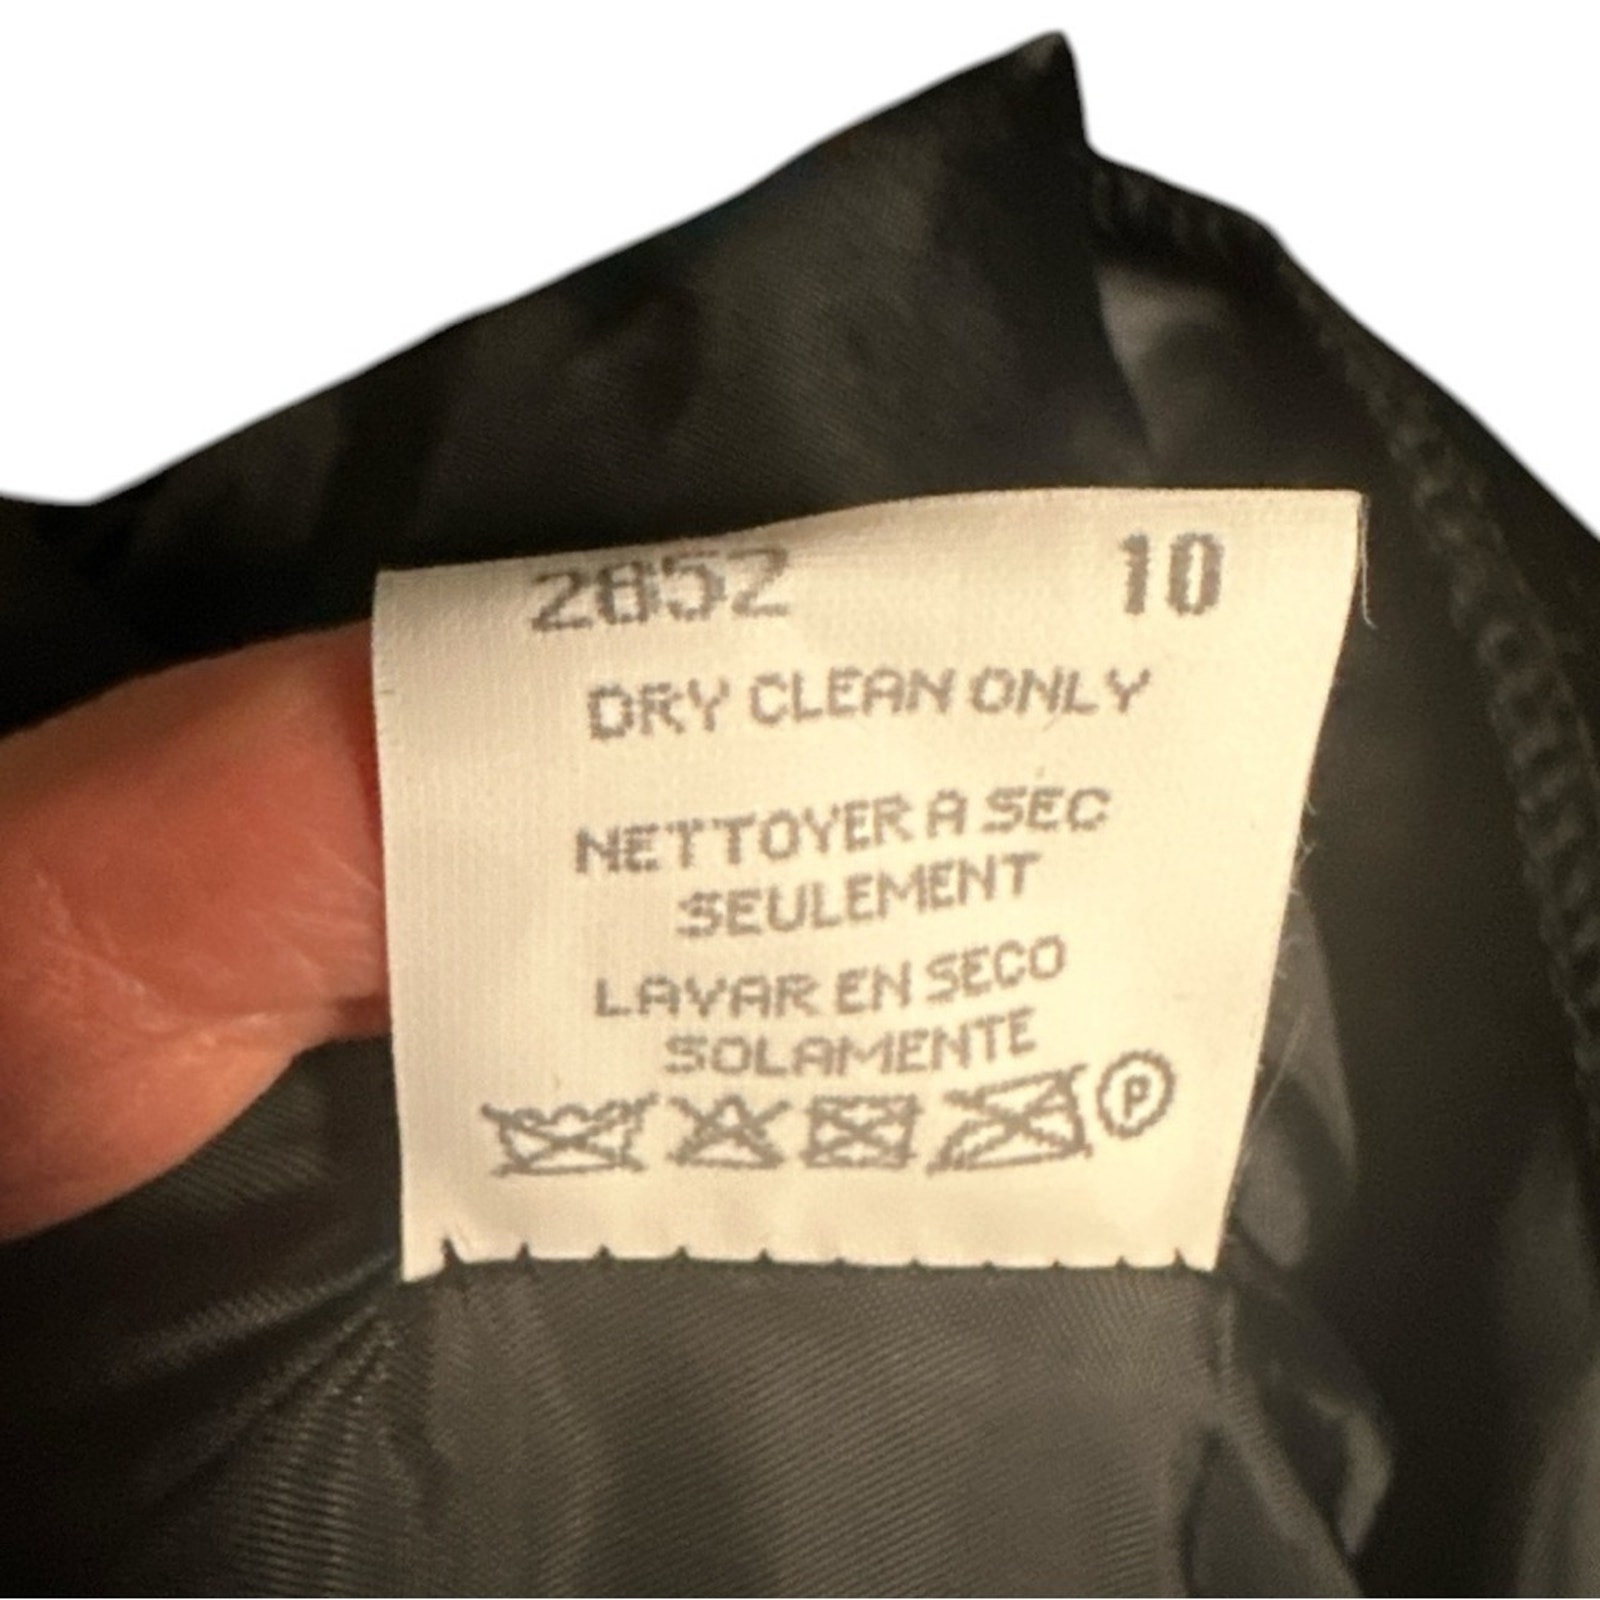 2852 10
DRY CLEAN ONLY
NETTOYER A SEC
SEULEMENT
LAVAR EN SECO
SOLAMENTE
P